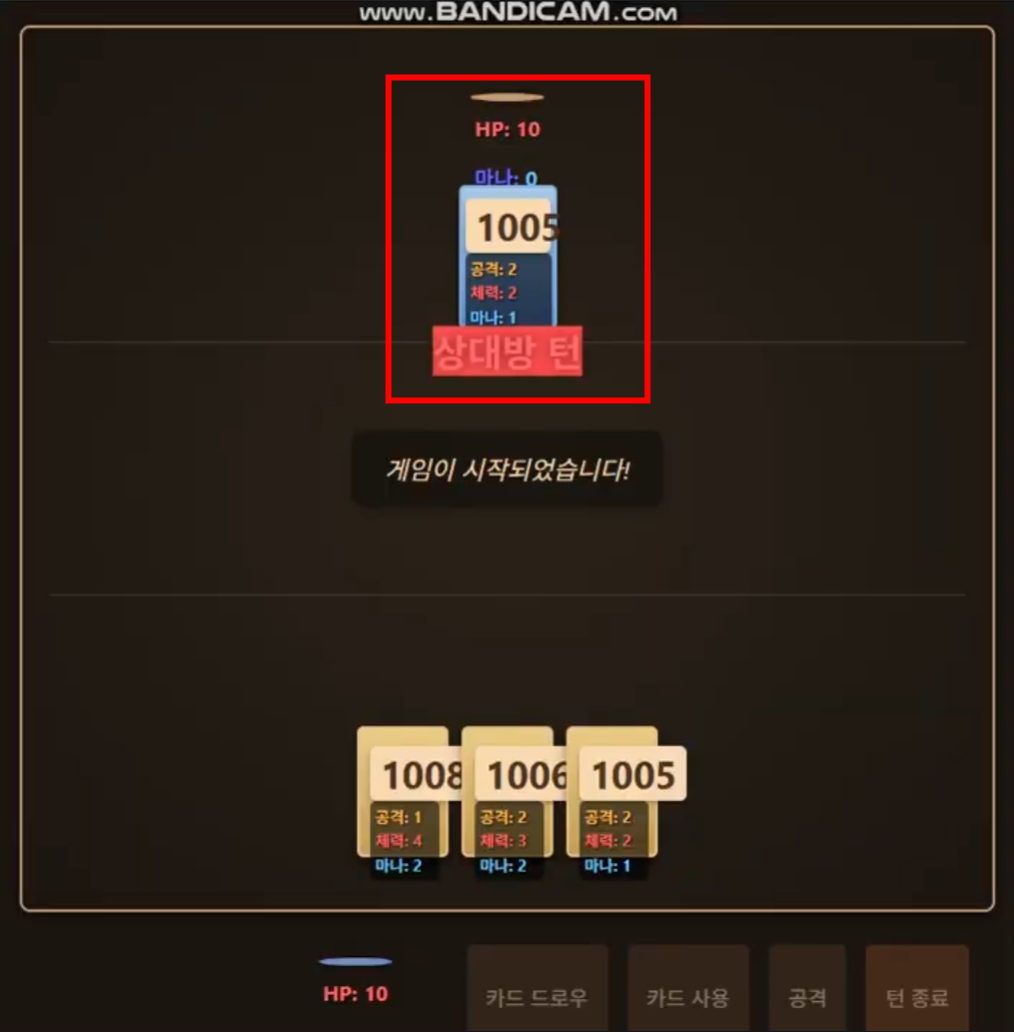 www.BANDICAM.com
HP: 10
마나: 0
1005
공격: 2
체력: 2
마나: 1
상대방 턴
게임이 시작되었습니다!
1008 1006 1005
공격: 1 공격: 2 공격: 2
체력: 4 체력: 3 체력: 2
마나: 2 마나: 2 마나: 1
HP: 10
카드 드로우 카드 사용 공격 턴 종료